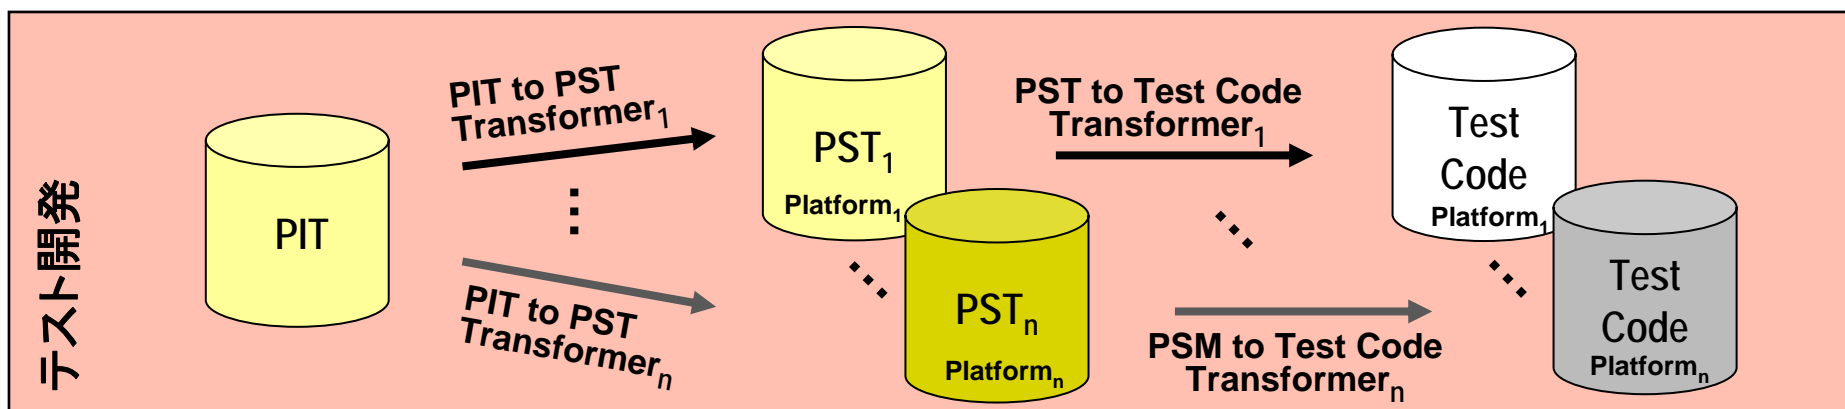 テスト開発
PIT
PIT to PST
Transformer1
PIT to PST
Transformern
PST1
Platform1
PSTn
Platformn
PST to Test Code
Transformer1
PSM to Test Code
Transformern
Test
Code
Platform1
Test
Code
Platformn